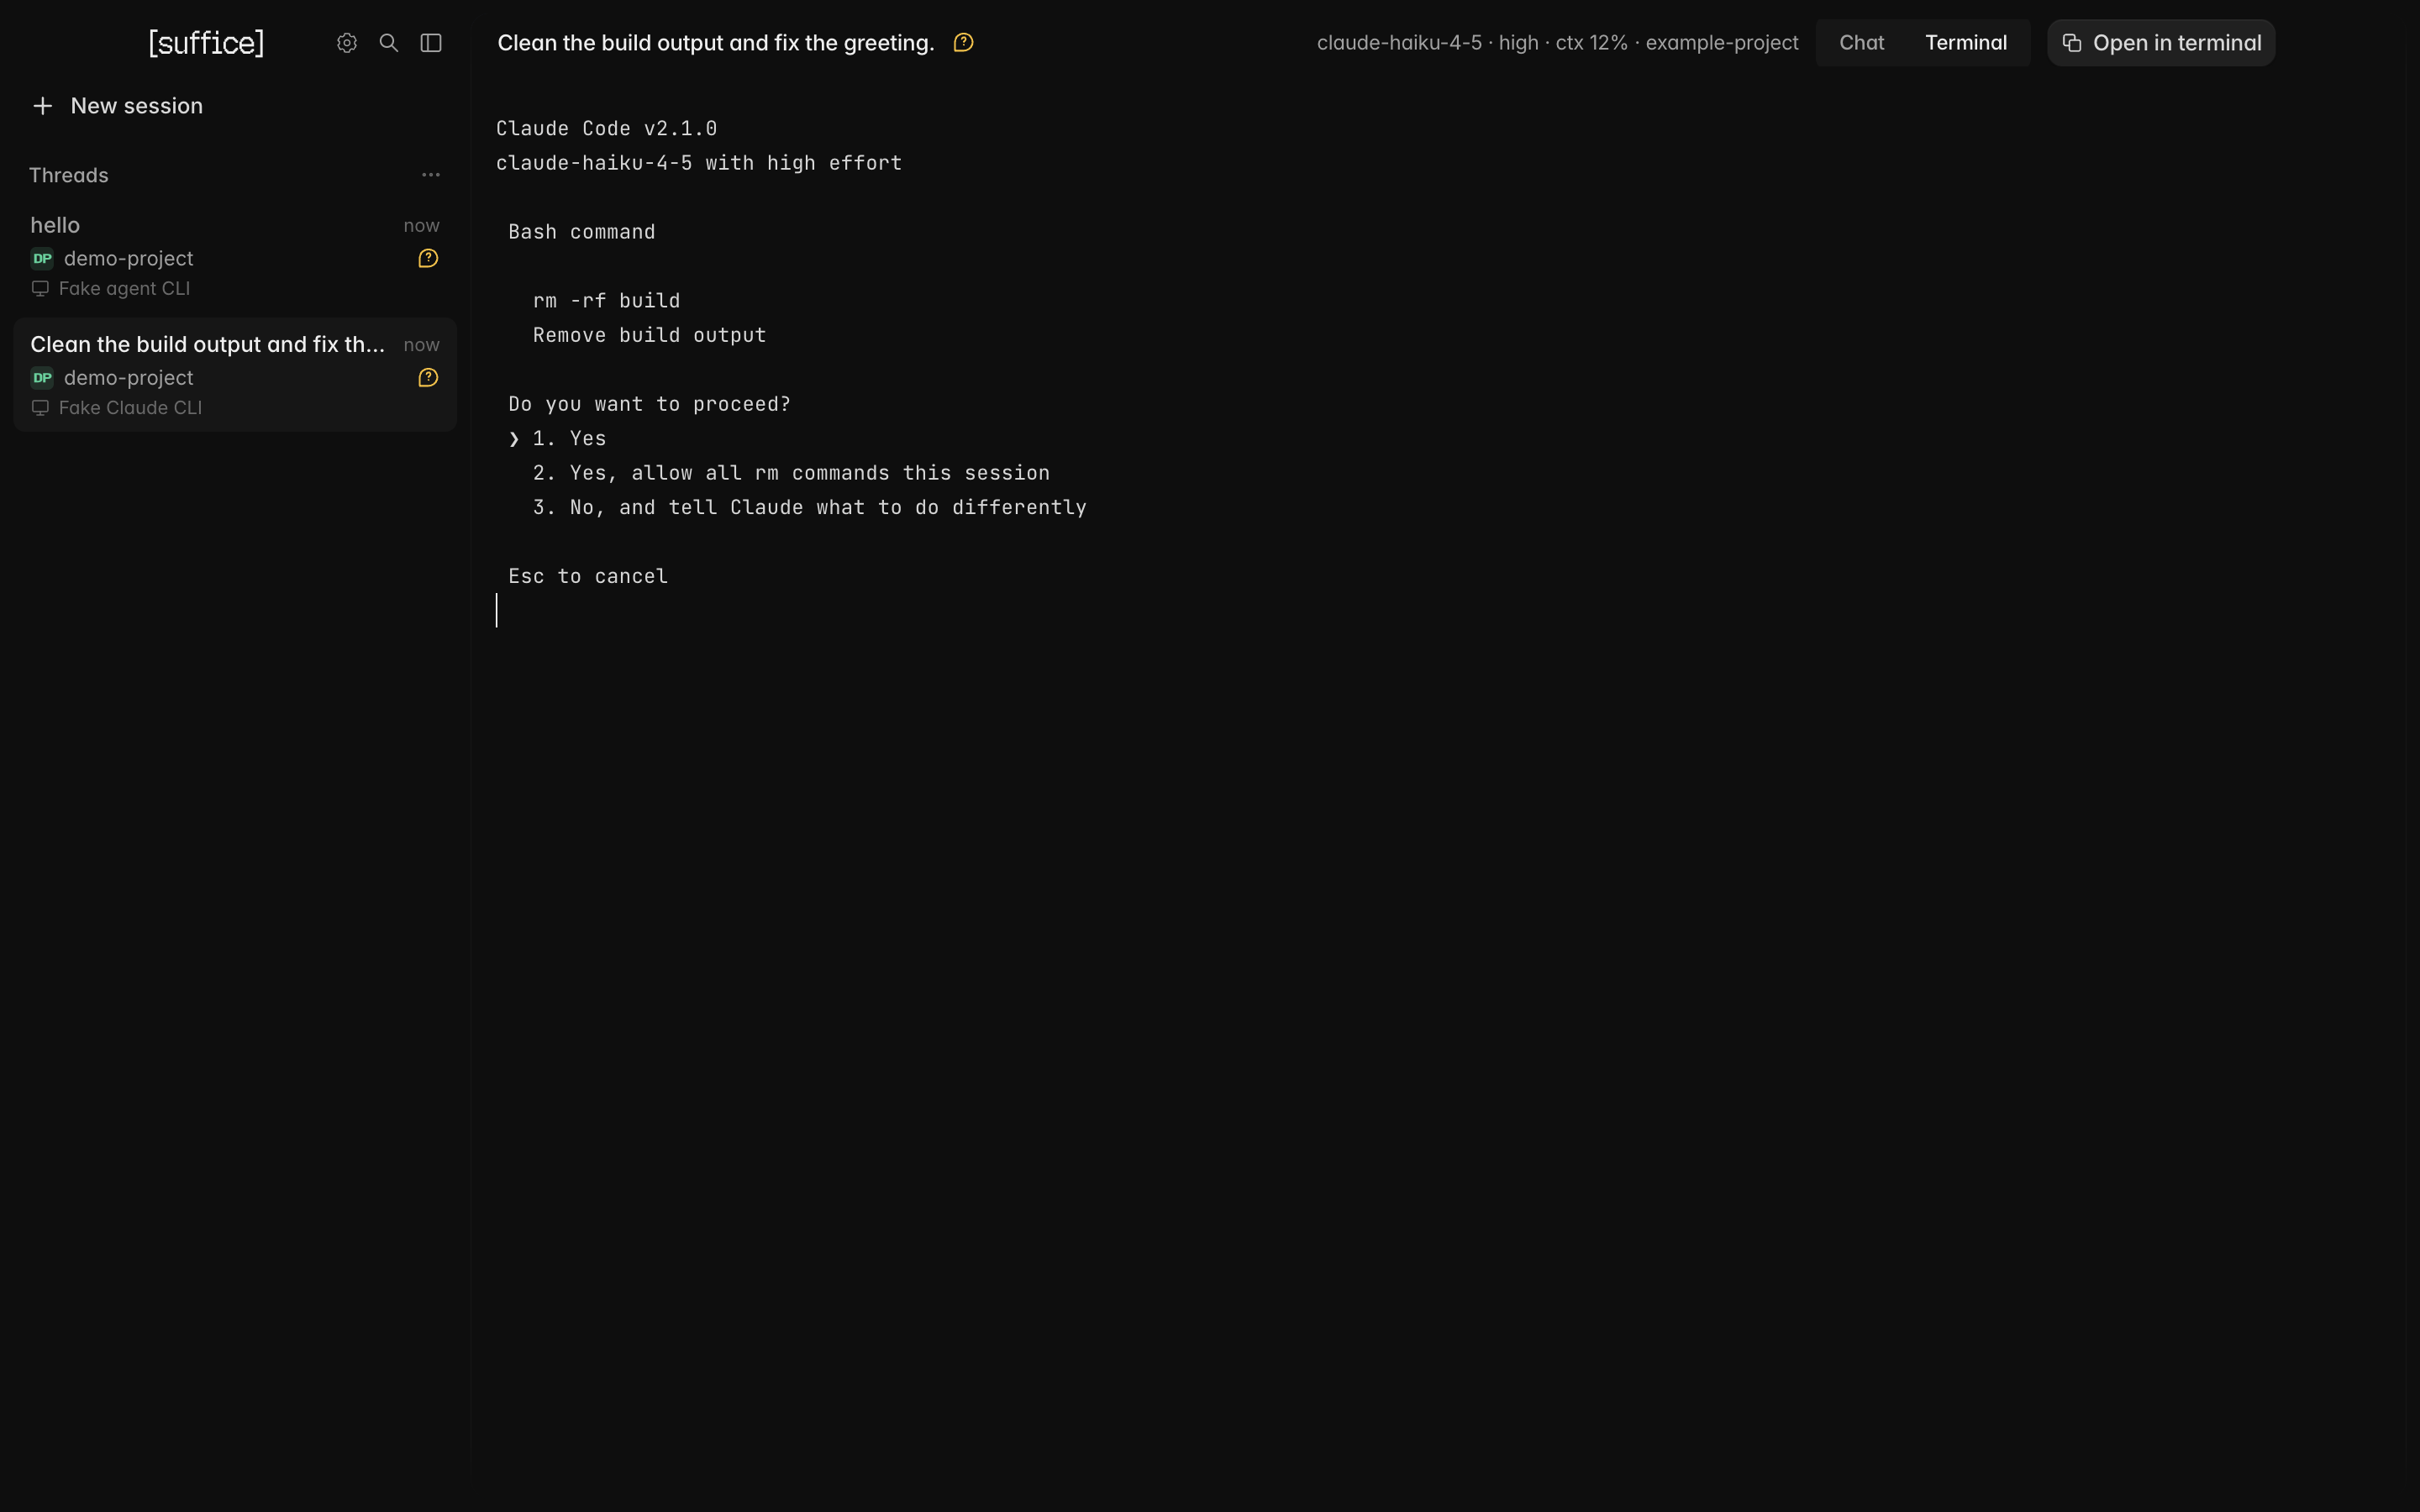 [suffice]
New session
Threads
hello now
DP demo-project
Fake agent CLI
Clean the build output and fix th... now
DP demo-project
Fake Claude CLI
Clean the build output and fix the greeting.
claude-haiku-4-5 · high · ctx 12% · example-project
Chat
Terminal
Open in terminal
Claude Code v2.1.0
claude-haiku-4-5 with high effort
Bash command
rm -rf build
Remove build output
Do you want to proceed?
❯ 1. Yes
2. Yes, allow all rm commands this session
3. No, and tell Claude what to do differently
Esc to cancel